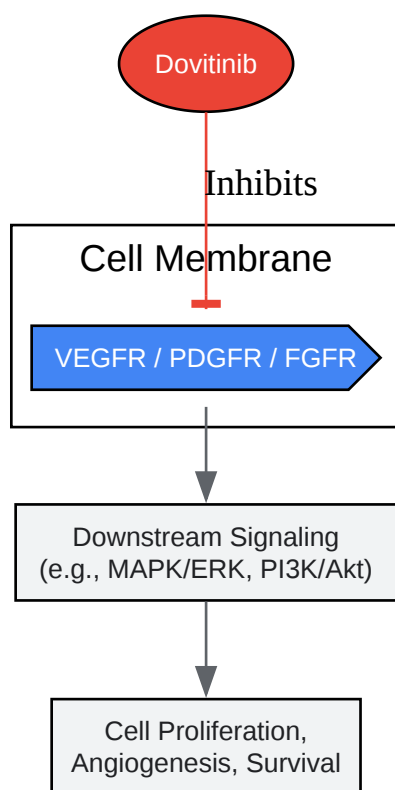 Dovitinib
Inhibits
Cell Membrane
VEGFR / PDGFR / FGFR
Downstream Signaling
(e.g., MAPK/ERK, PI3K/Akt)
Cell Proliferation,
Angiogenesis, Survival